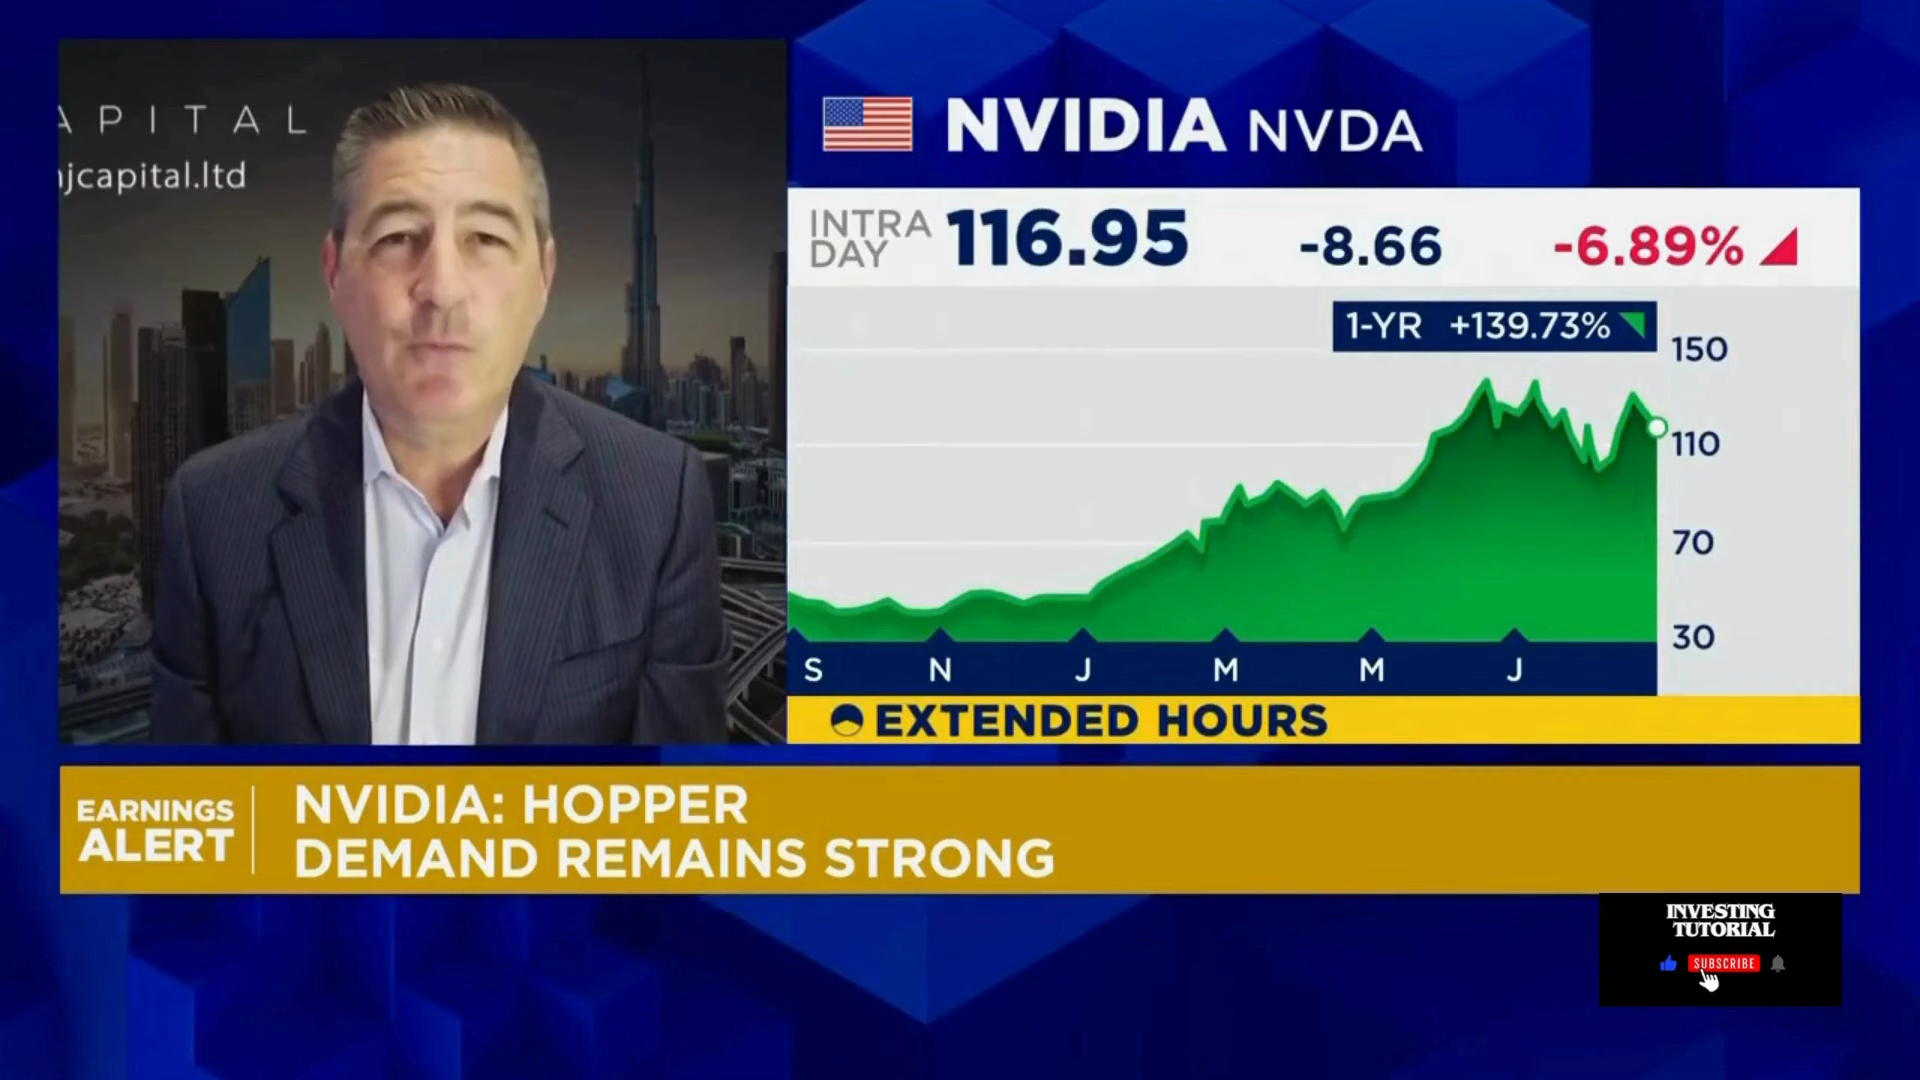 APITAL
njcapital.ltd
NVIDIA NVDA
INTRA DAY 116.95 -8.66 -6.89%
1-YR +139.73%
150
110
70
30
S N J M M J
EXTENDED HOURS
EARNINGS ALERT
NVIDIA: HOPPER
DEMAND REMAINS STRONG
INVESTING
TUTORIAL
SUBSCRIBE